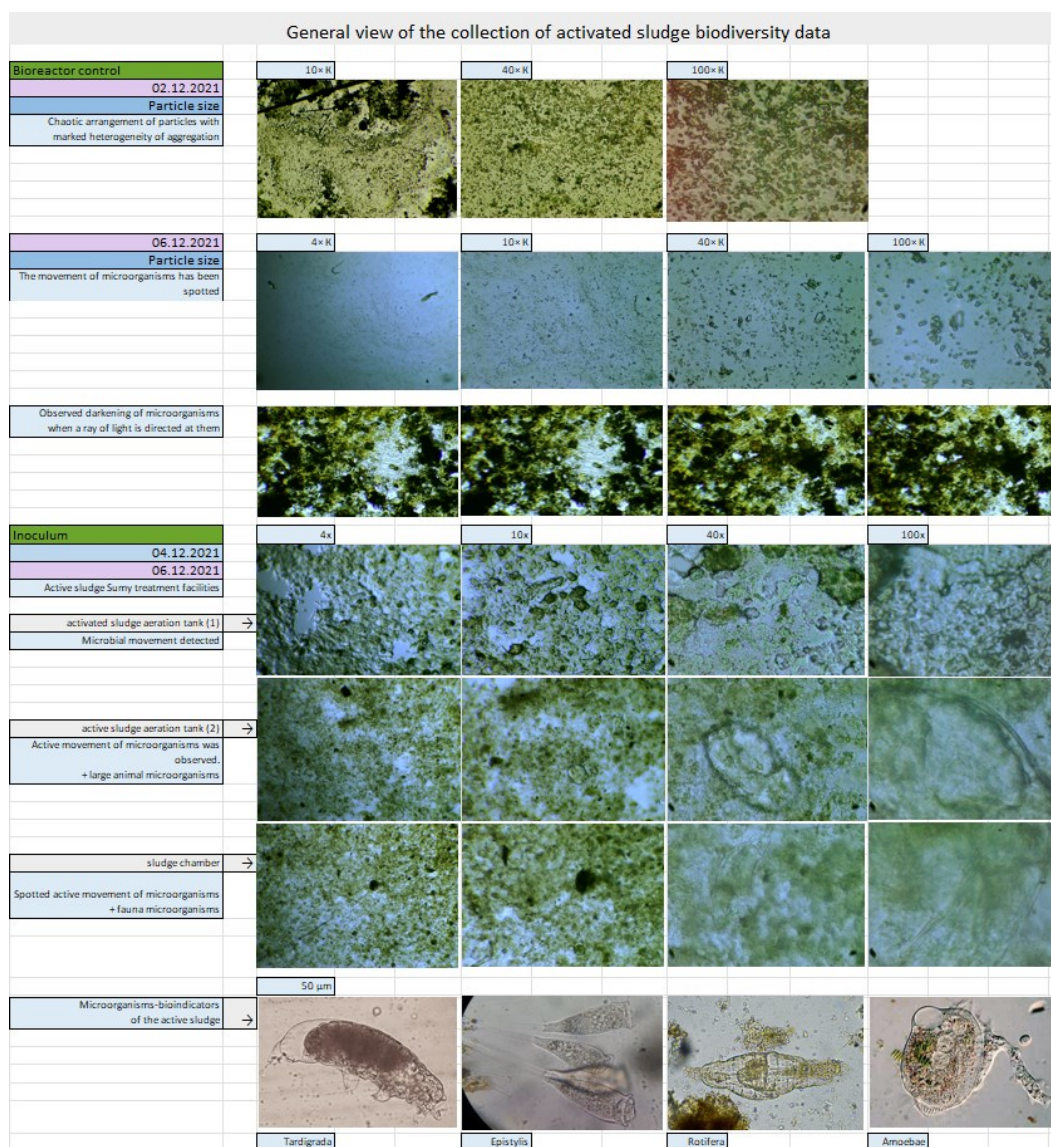 General view of the collection of activated sludge biodiversity data
Bioreactor control
10× K
40× K
100× K
02.12.2021
Particle size
Chaotic arrangement of particles with
marked heterogeneity of aggregation
06.12.2021
4× K
10× K
40× K
100× K
Particle size
The movement of microorganisms has been
spotted
Observed darkening of microorganisms
when a ray of light is directed at them
Inoculum
4x
10x
40x
100x
04.12.2021
06.12.2021
Active sludge Sumy treatment facilities
activated sludge aeration tank (1) →
Microbial movement detected
active sludge aeration tank (2) →
Active movement of microorganisms was
observed.
+ large animal microorganisms
sludge chamber →
Spotted active movement of microorganisms
+ fauna microorganisms
50 µm
Microorganisms-bioindicators
of the active sludge →
Tardigrada
Epistylis
Rotifera
Amoebae